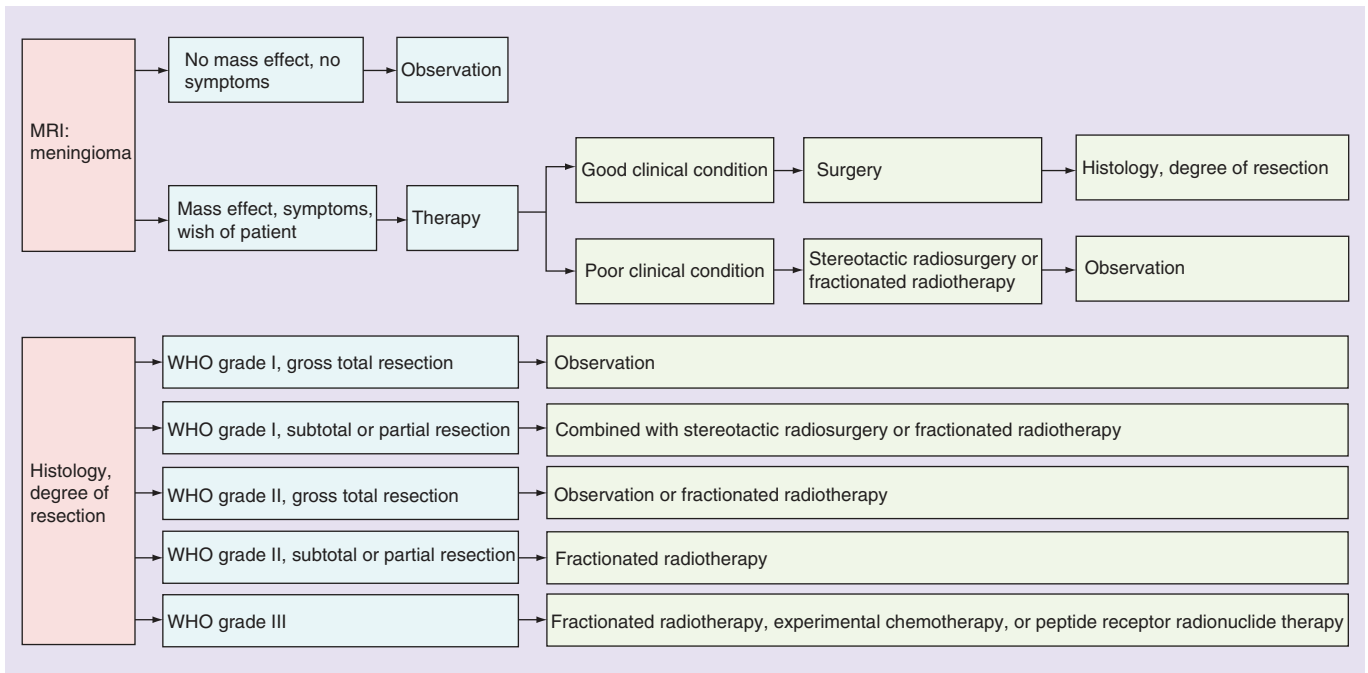 MRI:
meningioma
No mass effect, no
symptoms
Observation
Mass effect, symptoms,
wish of patient
Therapy
Good clinical condition
Surgery
Histology, degree of resection
Poor clinical condition
Stereotactic radiosurgery or
fractionated radiotherapy
Observation
Histology,
degree of
resection
WHO grade I, gross total resection
Observation
WHO grade I, subtotal or partial resection
Combined with stereotactic radiosurgery or fractionated radiotherapy
WHO grade II, gross total resection
Observation or fractionated radiotherapy
WHO grade II, subtotal or partial resection
Fractionated radiotherapy
WHO grade III
Fractionated radiotherapy, experimental chemotherapy, or peptide receptor radionuclide therapy